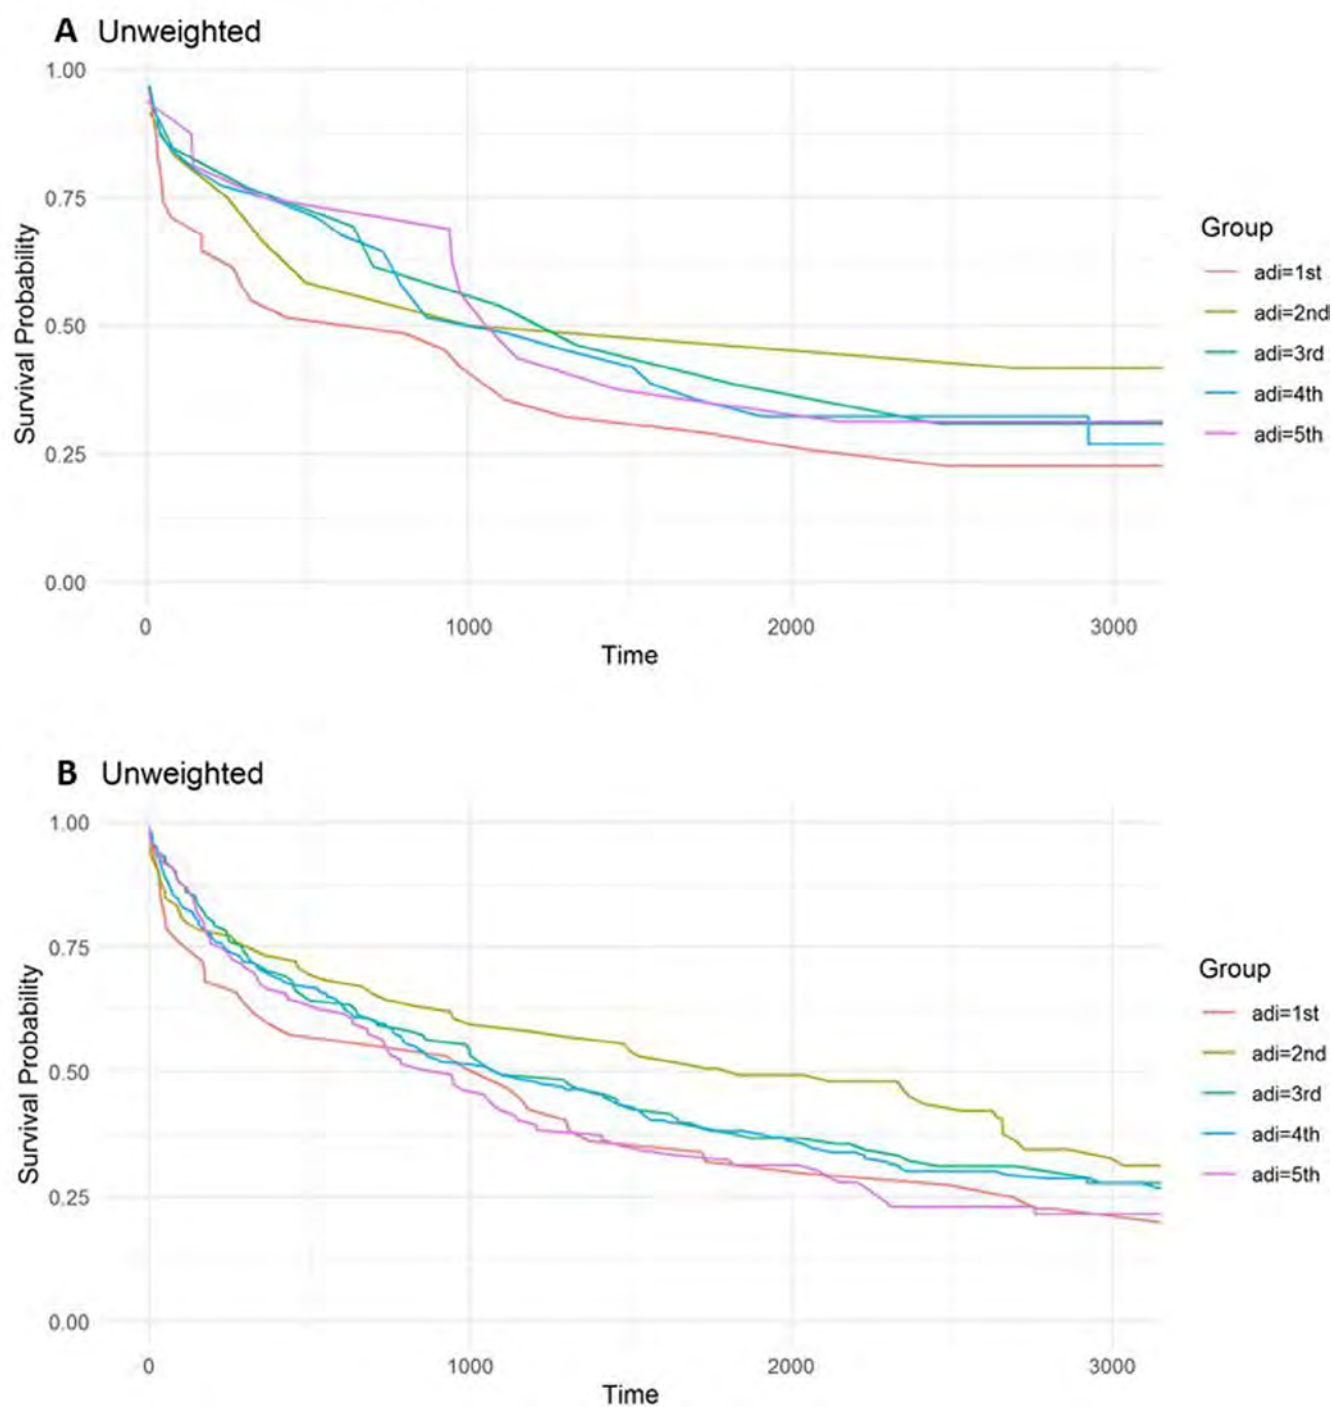 A Unweighted
1.00
0.75
0.50
0.25
0.00
Survival Probability
0 1000 2000 3000
Time
Group
adi=1st
adi=2nd
adi=3rd
adi=4th
adi=5th
B Unweighted
1.00
0.75
0.50
0.25
0.00
Survival Probability
0 1000 2000 3000
Time
Group
adi=1st
adi=2nd
adi=3rd
adi=4th
adi=5th